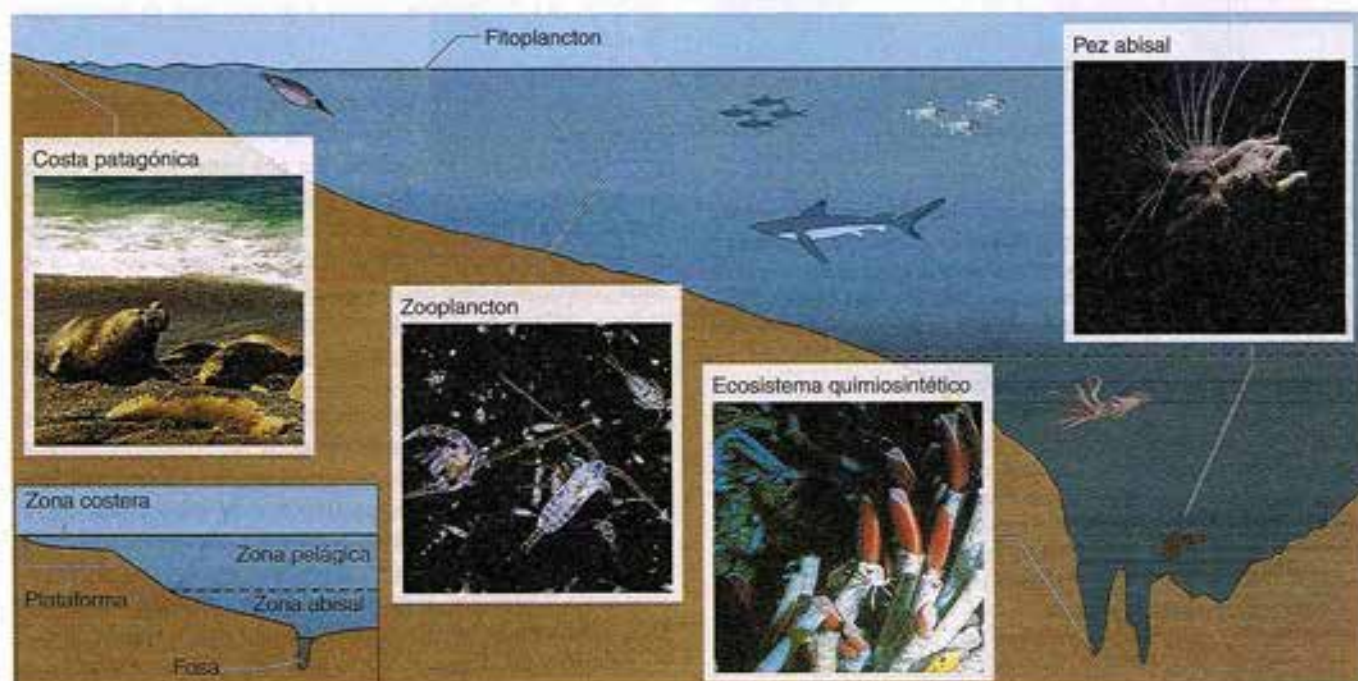 Fitoplancton
Pez abisal
Costa patagónica
Zooplancton
Ecosistema quimiosintético
Zona costera
Zona pelágica
Plataforma
Zona abisal
Fosa